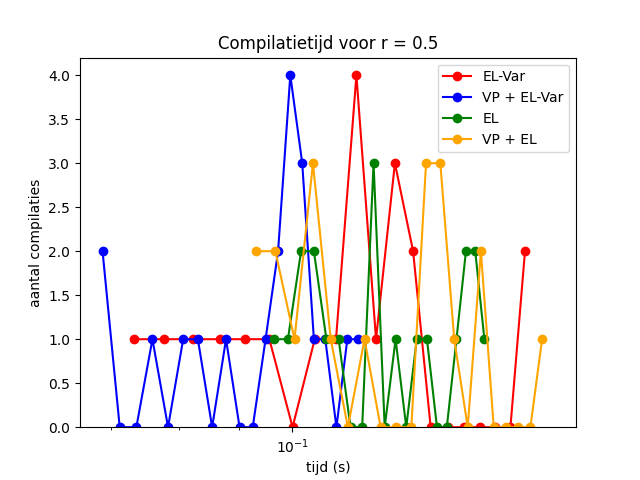 Compilatietijd voor r = 0.5
EL-Var
VP + EL-Var
EL
VP + EL
4.0
3.5
3.0
2.5
2.0
1.5
1.0
0.5
0.0
aantal compilaties
10⁻¹
tijd (s)